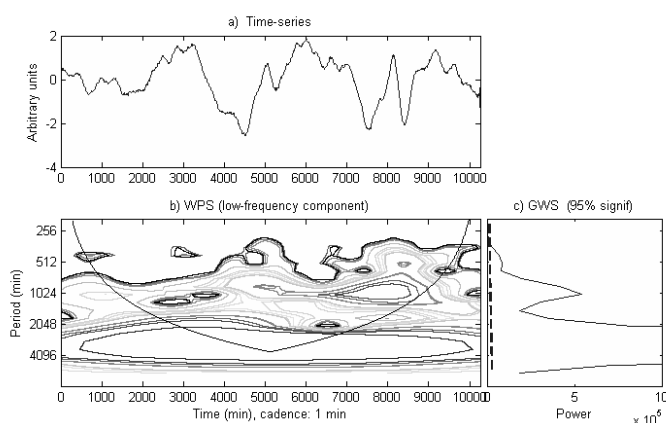 a) Time-series
Arbitrary units
2
0
-2
-4
0 1000 2000 3000 4000 5000 6000 7000 8000 9000 10000
b) WPS (low-frequency component)
Period (min)
256
512
1024
2048
4096
0 1000 2000 3000 4000 5000 6000 7000 8000 9000 10000
Time (min), cadence: 1 min
c) GWS (95% signif)
0 5 10
Power
x 10^5